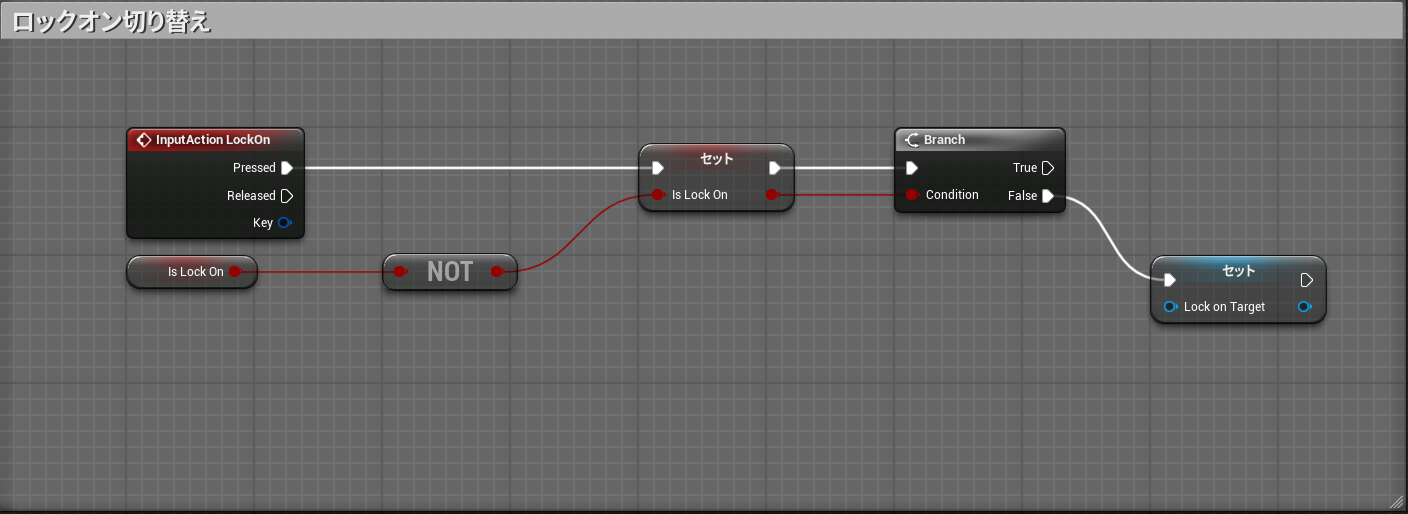 ロックオン切り替え
InputAction LockOn
Pressed
Released
Key
Is Lock On
NOT
セット
Is Lock On
Branch
True
Condition
False
セット
Lock on Target